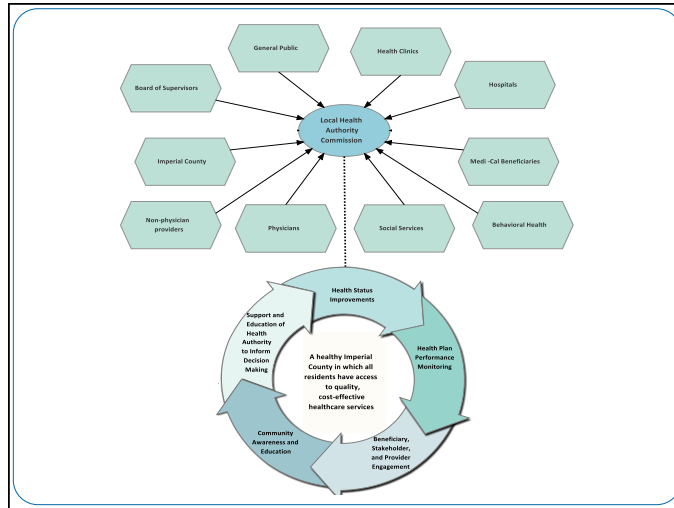 General Public
Health Clinics
Board of Supervisors
Hospitals
Local Health
Authority
Commission
Imperial County
Medi -Cal Beneficiaries
Non-physician
providers
Physicians
Social Services
Behavioral Health
Health Status
Improvements
Support and
Education of
Health
Authority
to Inform
Decision
Making
Health Plan
Performance
Monitoring
A healthy Imperial
County in which all
residents have access
to quality,
cost-effective
healthcare services
Community
Awareness and
Education
Beneficiary,
Stakeholder,
and Provider
Engagement